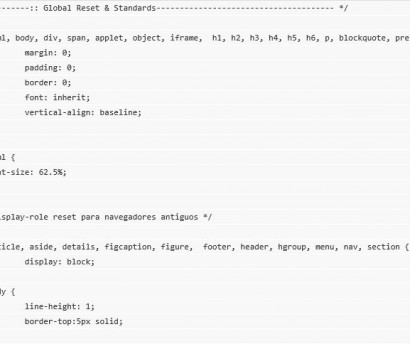 -------:: Global Reset & Standards------------------------------------ */
ml, body, div, span, applet, object, iframe, h1, h2, h3, h4, h5, h6, p, blockquote, pre
margin: 0;
padding: 0;
border: 0;
font: inherit;
vertical-align: baseline;
ml {
nt-size: 62.5%;
isplay-role reset para navegadores antiguos */
ticle, aside, details, figcaption, figure, footer, header, hgroup, menu, nav, section {
display: block;
dy {
line-height: 1;
border-top:5px solid;